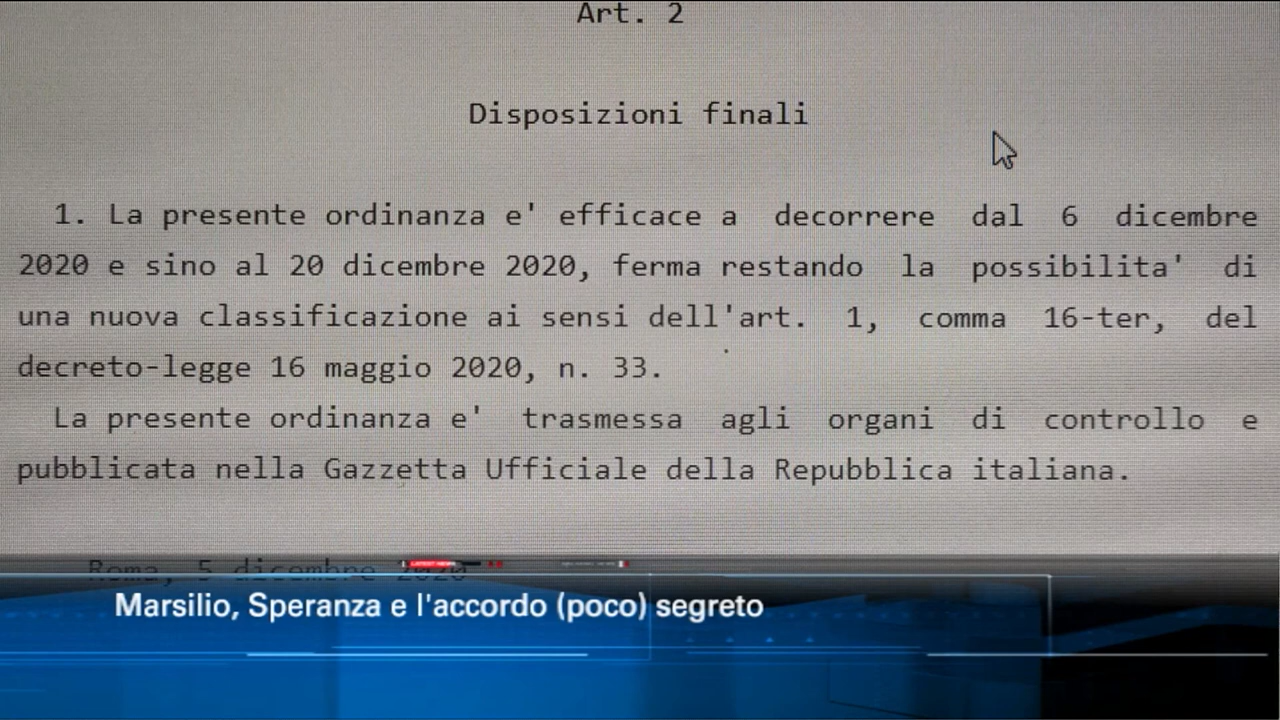 Art. 2
Disposizioni finali
1. La presente ordinanza e' efficace a decorrere dal 6 dicembre
2020 e sino al 20 dicembre 2020, ferma restando la possibilita' di
una nuova classificazione ai sensi dell'art. 1, comma 16-ter, del
decreto-legge 16 maggio 2020, n. 33.
La presente ordinanza e' trasmessa agli organi di controllo e
pubblicata nella Gazzetta Ufficiale della Repubblica italiana.
Roma, 5 dicembre 2020
LATEST NEWS
Marsilio, Speranza e l'accordo (poco) segreto